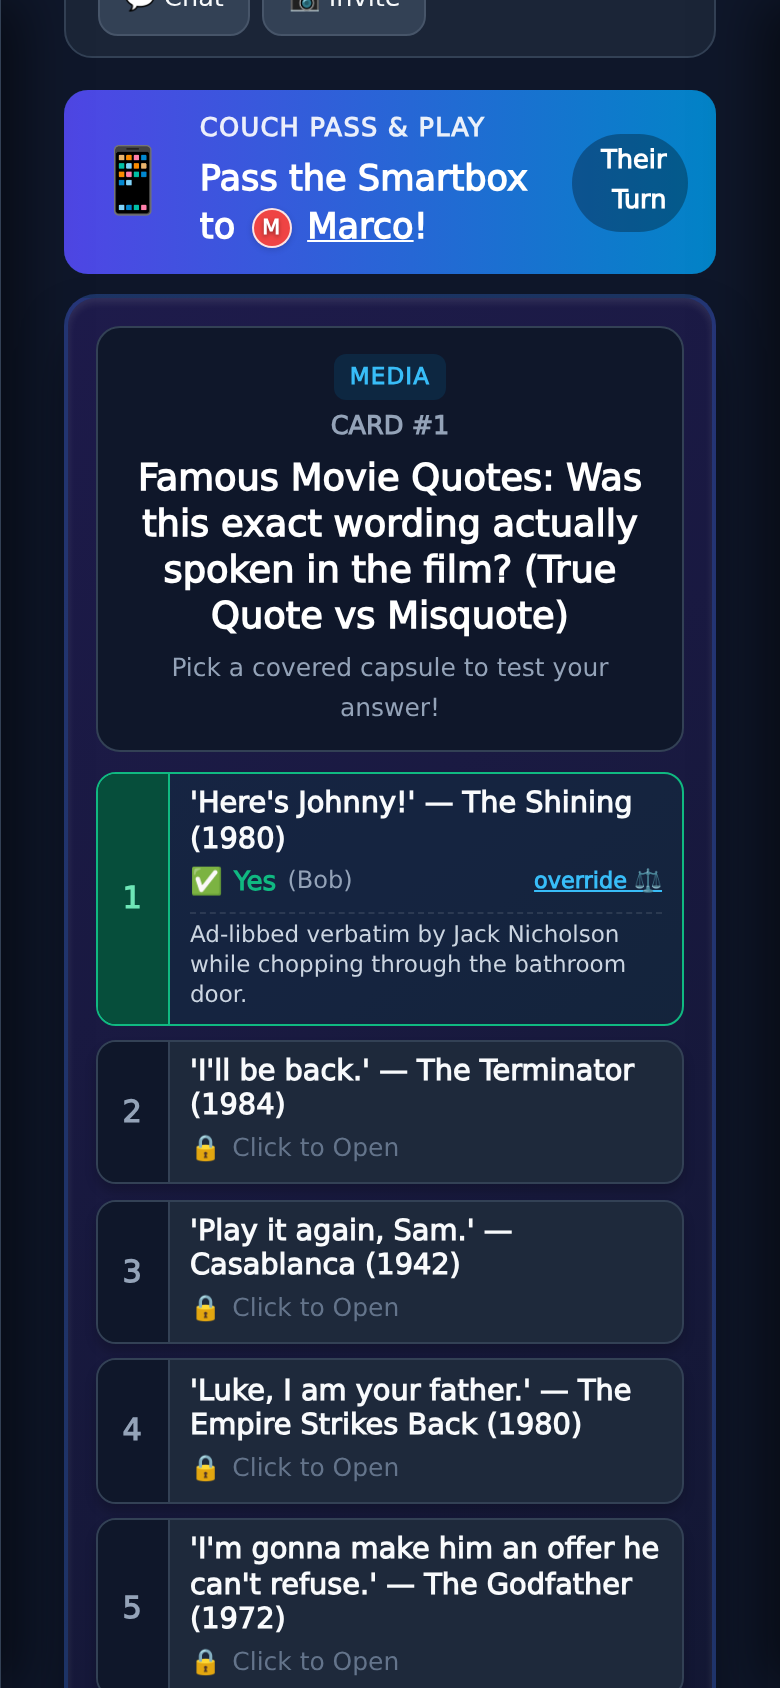 Chat
Invite
COUCH PASS & PLAY
Pass the Smartbox
to M Marco!
Their
Turn
MEDIA
CARD #1
Famous Movie Quotes: Was
this exact wording actually
spoken in the film? (True
Quote vs Misquote)
Pick a covered capsule to test your
answer!
1
'Here's Johnny!' — The Shining
(1980)
✅ Yes (Bob)
override ⚖️
Ad-libbed verbatim by Jack Nicholson
while chopping through the bathroom
door.
2
'I'll be back.' — The Terminator
(1984)
🔒 Click to Open
3
'Play it again, Sam.' —
Casablanca (1942)
🔒 Click to Open
4
'Luke, I am your father.' — The
Empire Strikes Back (1980)
🔒 Click to Open
5
'I'm gonna make him an offer he
can't refuse.' — The Godfather
(1972)
🔒 Click to Open